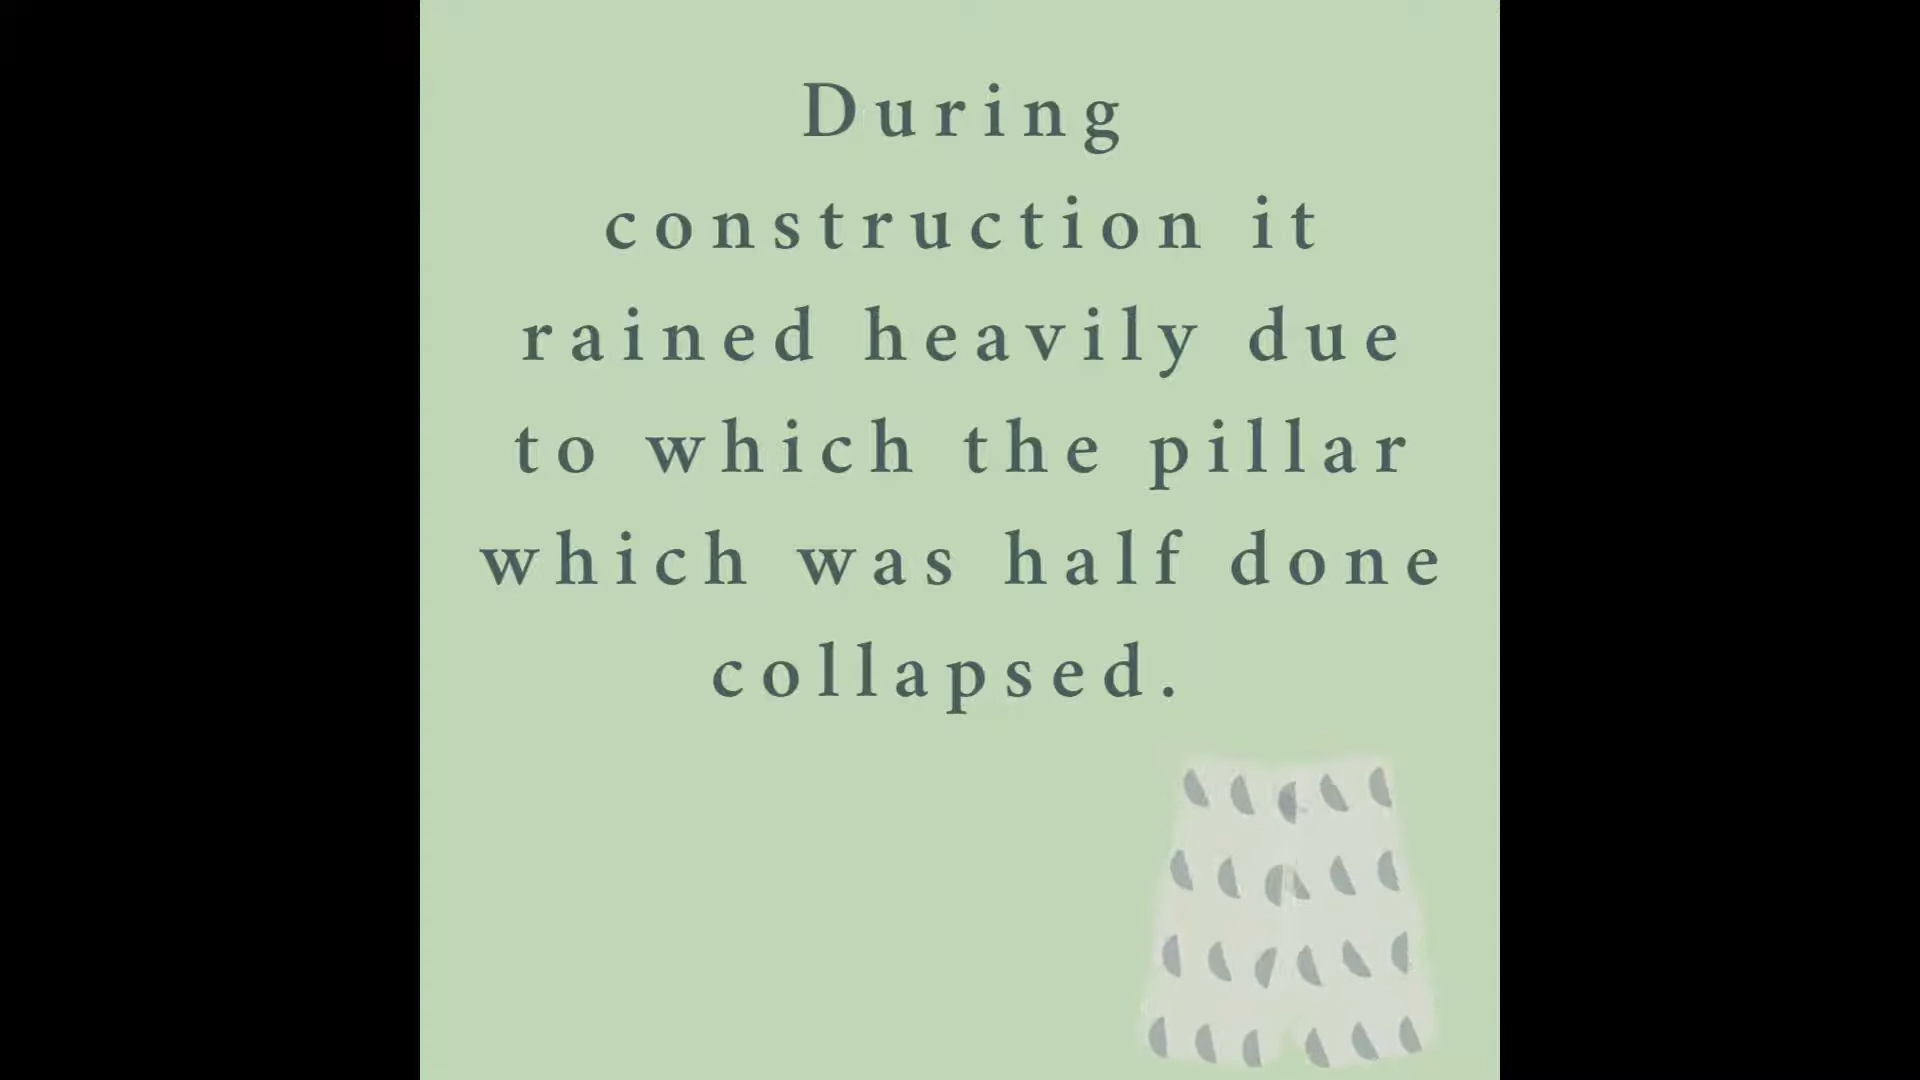 During
construction it
rained heavily due
to which the pillar
which was half done
collapsed.